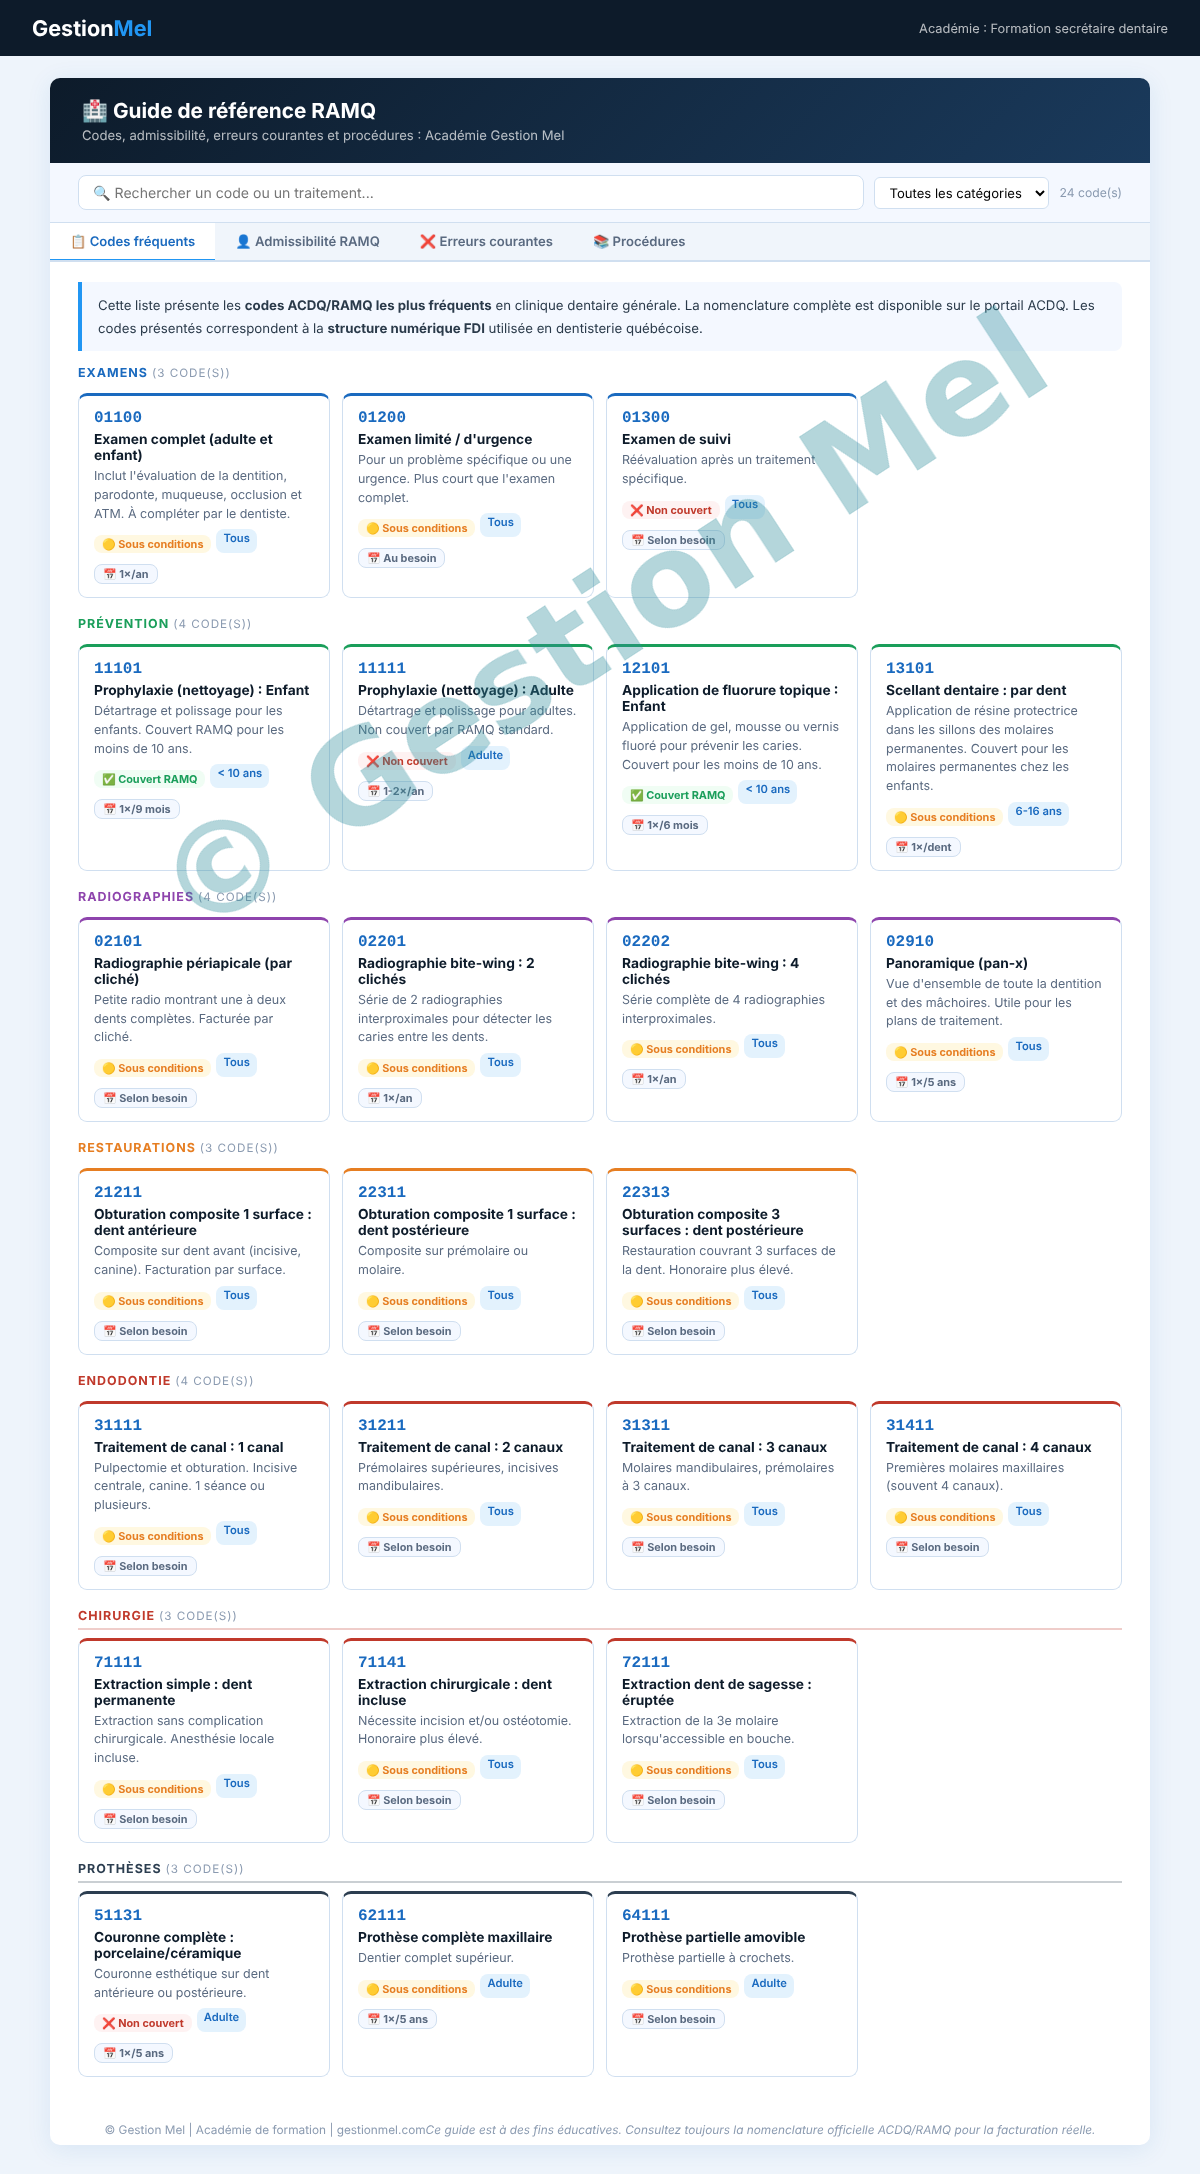 GestionMel
Académie : Formation secrétaire dentaire
🏥 Guide de référence RAMQ
Codes, admissibilité, erreurs courantes et procédures : Académie Gestion Mel
🔍 Rechercher un code ou un traitement...
Toutes les catégories
24 code(s)
📋 Codes fréquents
👤 Admissibilité RAMQ
❌ Erreurs courantes
📚 Procédures
Cette liste présente les codes ACDQ/RAMQ les plus fréquents en clinique dentaire générale. La nomenclature complète est disponible sur le portail ACDQ. Les
codes présentés correspondent à la structure numérique FDI utilisée en dentisterie québécoise.
EXAMENS (3 CODE(S))
01100
Examen complet (adulte et
enfant)
Inclut l'évaluation de la dentition,
parodonte, muqueuse, occlusion et
ATM. À compléter par le dentiste.
🟡 Sous conditions
Tous
📅 1×/an
01200
Examen limité / d'urgence
Pour un problème spécifique ou une
urgence. Plus court que l'examen
complet.
🟡 Sous conditions
Tous
📅 Au besoin
01300
Examen de suivi
Réévaluation après un traitement
spécifique.
❌ Non couvert
Tous
📅 Selon besoin
PRÉVENTION (4 CODE(S))
11101
Prophylaxie (nettoyage) : Enfant
Détartrage et polissage pour les
enfants. Couvert RAMQ pour les
moins de 10 ans.
✅ Couvert RAMQ
< 10 ans
📅 1×/9 mois
11111
Prophylaxie (nettoyage) : Adulte
Détartrage et polissage pour adultes.
Non couvert par RAMQ standard.
❌ Non couvert
Adulte
📅 1-2×/an
12101
Application de fluorure topique :
Enfant
Application de gel, mousse ou vernis
fluoré pour prévenir les caries.
Couvert pour les moins de 10 ans.
✅ Couvert RAMQ
< 10 ans
📅 1×/6 mois
13101
Scellant dentaire : par dent
Application de résine protectrice
dans les sillons des molaires
permanentes. Couvert pour les
molaires permanentes chez les
enfants.
🟡 Sous conditions
6-16 ans
📅 1×/dent
RADIOGRAPHIES (4 CODE(S))
02101
Radiographie périapicale (par
cliché)
Petite radio montrant une à deux
dents complètes. Facturée par
cliché.
🟡 Sous conditions
Tous
📅 Selon besoin
02201
Radiographie bite-wing : 2
clichés
Série de 2 radiographies
interproximales pour détecter les
caries entre les dents.
🟡 Sous conditions
Tous
📅 1×/an
02202
Radiographie bite-wing : 4
clichés
Série complète de 4 radiographies
interproximales.
🟡 Sous conditions
Tous
📅 1×/an
02910
Panoramique (pan-x)
Vue d'ensemble de toute la dentition
et des mâchoires. Utile pour les
plans de traitement.
🟡 Sous conditions
Tous
📅 1×/5 ans
RESTAURATIONS (3 CODE(S))
21211
Obturation composite 1 surface :
dent antérieure
Composite sur dent avant (incisive,
canine). Facturation par surface.
🟡 Sous conditions
Tous
📅 Selon besoin
22311
Obturation composite 1 surface :
dent postérieure
Composite sur prémolaire ou
molaire.
🟡 Sous conditions
Tous
📅 Selon besoin
22313
Obturation composite 3
surfaces : dent postérieure
Restauration couvrant 3 surfaces de
la dent. Honoraire plus élevé.
🟡 Sous conditions
Tous
📅 Selon besoin
ENDODONTIE (4 CODE(S))
31111
Traitement de canal : 1 canal
Pulpectomie et obturation. Incisive
centrale, canine. 1 séance ou
plusieurs.
🟡 Sous conditions
Tous
📅 Selon besoin
31211
Traitement de canal : 2 canaux
Prémolaires supérieures, incisives
mandibulaires.
🟡 Sous conditions
Tous
📅 Selon besoin
31311
Traitement de canal : 3 canaux
Molaires mandibulaires, prémolaires
à 3 canaux.
🟡 Sous conditions
Tous
📅 Selon besoin
31411
Traitement de canal : 4 canaux
Premières molaires maxillaires
(souvent 4 canaux).
🟡 Sous conditions
Tous
📅 Selon besoin
CHIRURGIE (3 CODE(S))
71111
Extraction simple : dent
permanente
Extraction sans complication
chirurgicale. Anesthésie locale
incluse.
🟡 Sous conditions
Tous
📅 Selon besoin
71141
Extraction chirurgicale : dent
incluse
Nécessite incision et/ou ostéotomie.
Honoraire plus élevé.
🟡 Sous conditions
Tous
📅 Selon besoin
72111
Extraction dent de sagesse :
éruptée
Extraction de la 3e molaire
lorsqu'accessible en bouche.
🟡 Sous conditions
Tous
📅 Selon besoin
PROTHÈSES (3 CODE(S))
51131
Couronne complète :
porcelaine/céramique
Couronne esthétique sur dent
antérieure ou postérieure.
❌ Non couvert
Adulte
📅 1×/5 ans
62111
Prothèse complète maxillaire
Dentier complet supérieur.
🟡 Sous conditions
Adulte
📅 1×/5 ans
64111
Prothèse partielle amovible
Prothèse partielle à crochets.
🟡 Sous conditions
Adulte
📅 Selon besoin
© Gestion Mel
© Gestion Mel | Académie de formation | gestionmel.comCe guide est à des fins éducatives. Consultez toujours la nomenclature officielle ACDQ/RAMQ pour la facturation réelle.